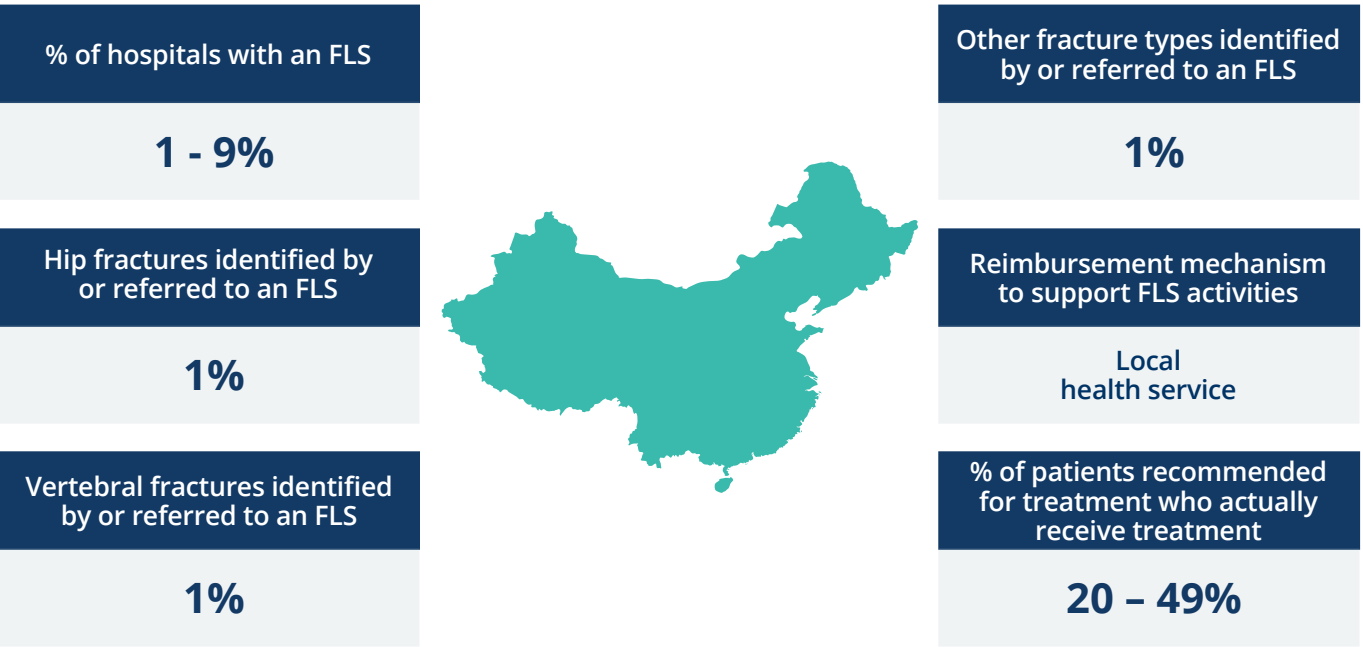 % of hospitals with an FLS
1 - 9%
Hip fractures identified by
or referred to an FLS
1%
Vertebral fractures identified
by or referred to an FLS
1%
Other fracture types identified
by or referred to an FLS
1%
Reimbursement mechanism
to support FLS activities
Local
health service
% of patients recommended
for treatment who actually
receive treatment
20 – 49%